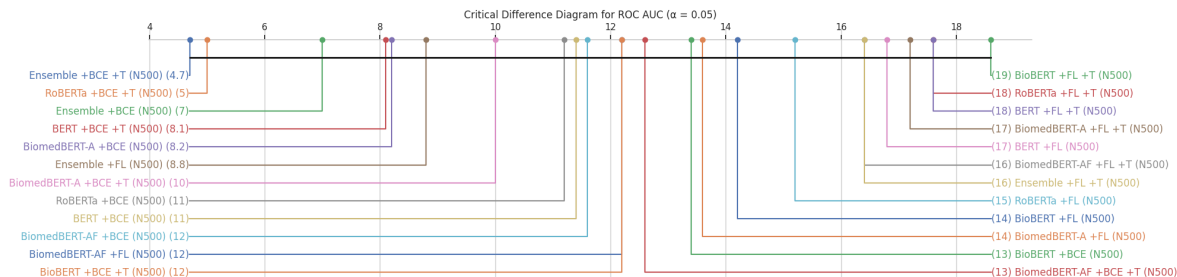 Critical Difference Diagram for ROC AUC (α = 0.05)
4 6 8 10 12 14 16 18
Ensemble +BCE +T (N500) (4.7)
(19) BioBERT +FL +T (N500)
RoBERTa +BCE +T (N500) (5)
(18) RoBERTa +FL +T (N500)
Ensemble +BCE (N500) (7)
(18) BERT +FL +T (N500)
BERT +BCE +T (N500) (8.1)
(17) BiomedBERT-A +FL +T (N500)
BiomedBERT-A +BCE (N500) (8.2)
(17) BERT +FL (N500)
Ensemble +FL (N500) (8.8)
(16) BiomedBERT-AF +FL +T (N500)
BiomedBERT-A +BCE +T (N500) (10)
(16) Ensemble +FL +T (N500)
RoBERTa +BCE (N500) (11)
(15) RoBERTa +FL (N500)
BERT +BCE (N500) (11)
(14) BioBERT +FL (N500)
BiomedBERT-AF +BCE (N500) (12)
(14) BiomedBERT-A +FL (N500)
BiomedBERT-AF +FL (N500) (12)
(13) BioBERT +BCE (N500)
BioBERT +BCE +T (N500) (12)
(13) BiomedBERT-AF +BCE +T (N500)